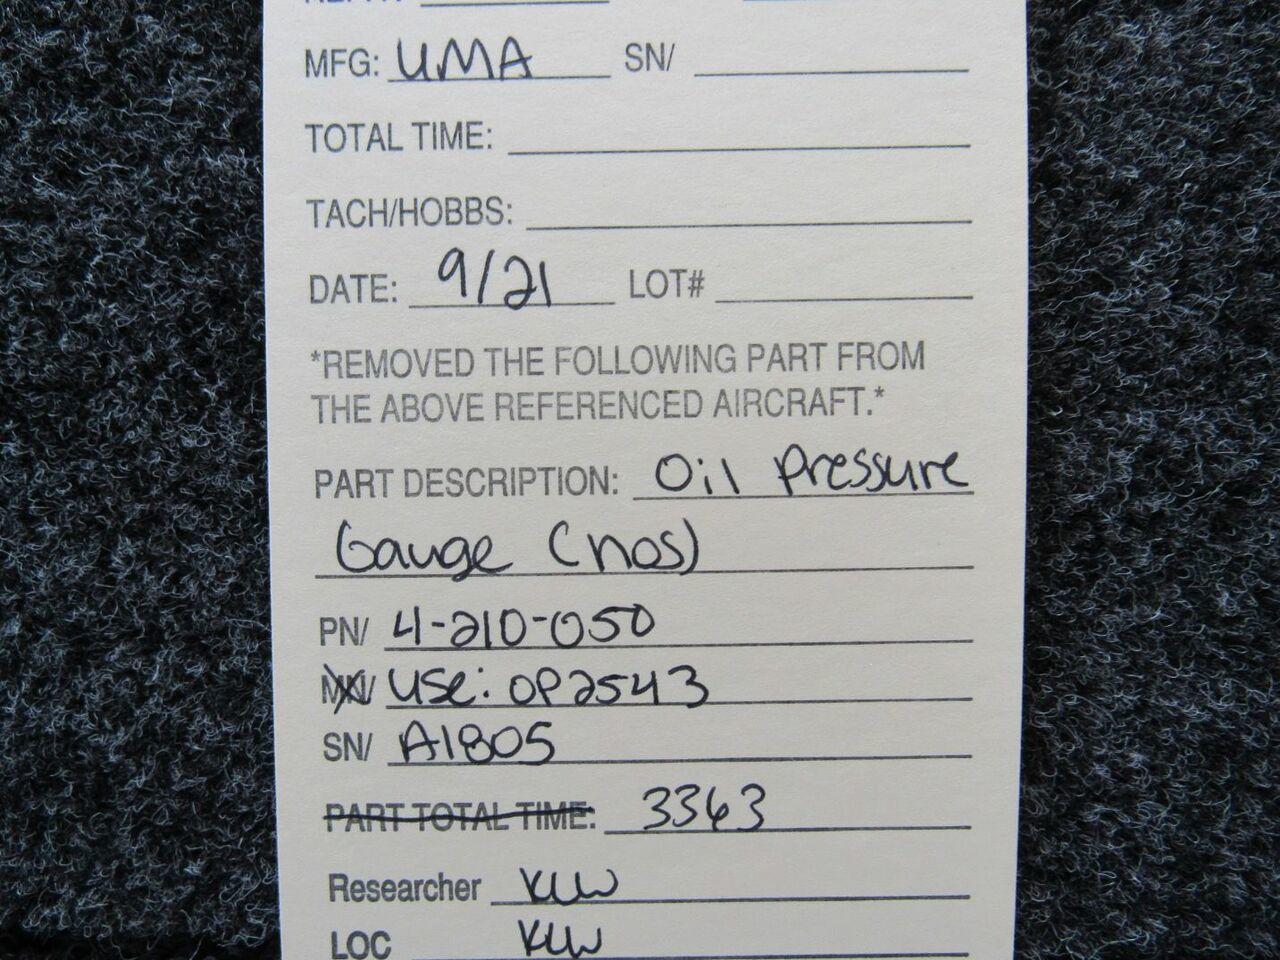 MFG: UMA SN/
TOTAL TIME:
TACH/HOBBS:
DATE: 9/21 LOT#
*REMOVED THE FOLLOWING PART FROM
THE ABOVE REFERENCED AIRCRAFT.*
PART DESCRIPTION: Oil Pressure
Gauge (nos)
PN/ 4-210-050
USE: OP2543
SN/ A1805
PART TOTAL TIME: 3363
Researcher KLW
LOC KLW